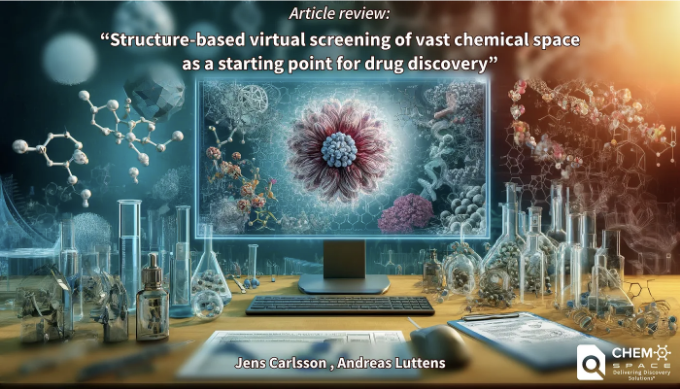 Article review:
“Structure-based virtual screening of vast chemical space
as a starting point for drug discovery”
Jens Carlsson , Andreas Luttens
CHEM
SPACE
Delivering Discovery
Solutions®